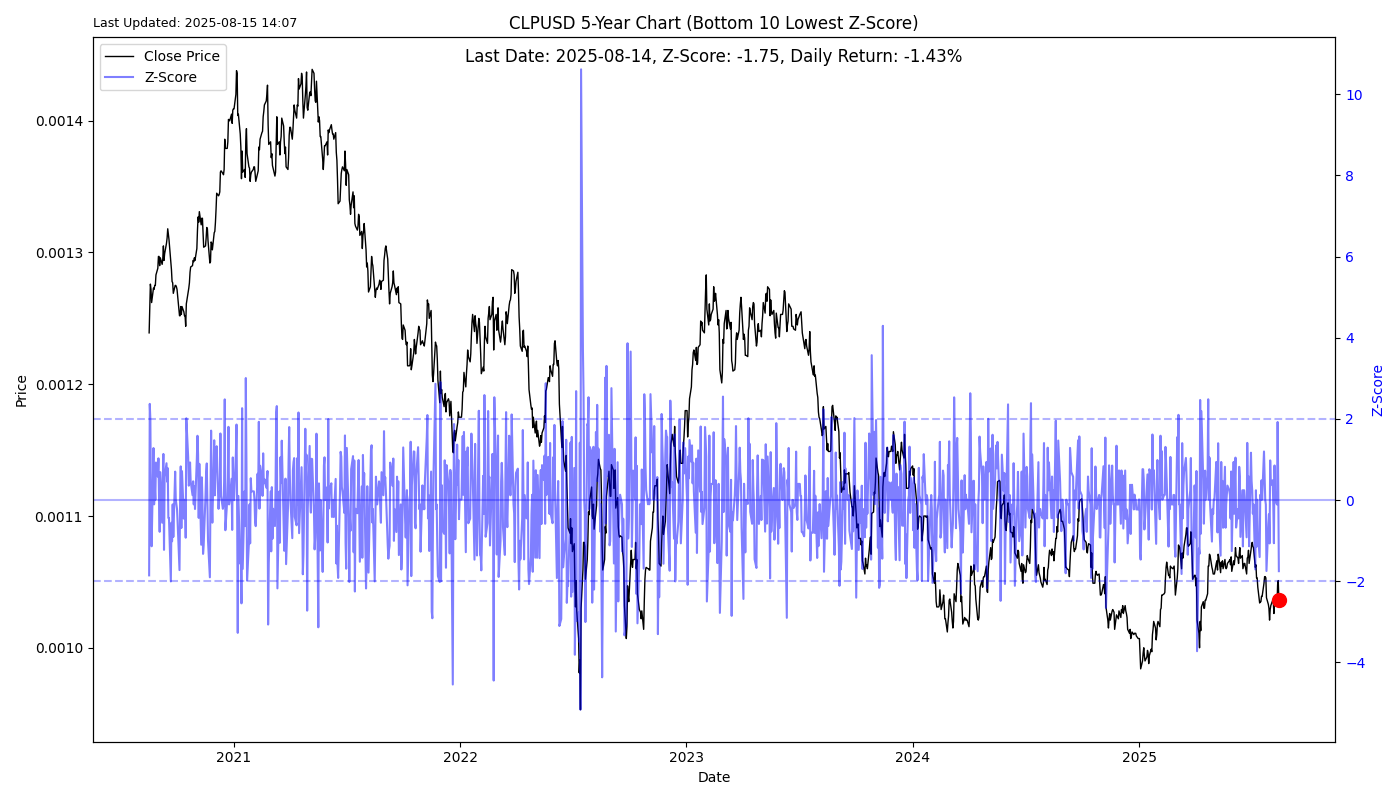 Last Updated: 2025-08-15 14:07
CLPUSD 5-Year Chart (Bottom 10 Lowest Z-Score)
Last Date: 2025-08-14, Z-Score: -1.75, Daily Return: -1.43%
Close Price
Z-Score
0.0014
0.0013
0.0012
0.0011
0.0010
Price
10
8
6
4
2
0
−2
−4
Z-Score
2021
2022
2023
2024
2025
Date